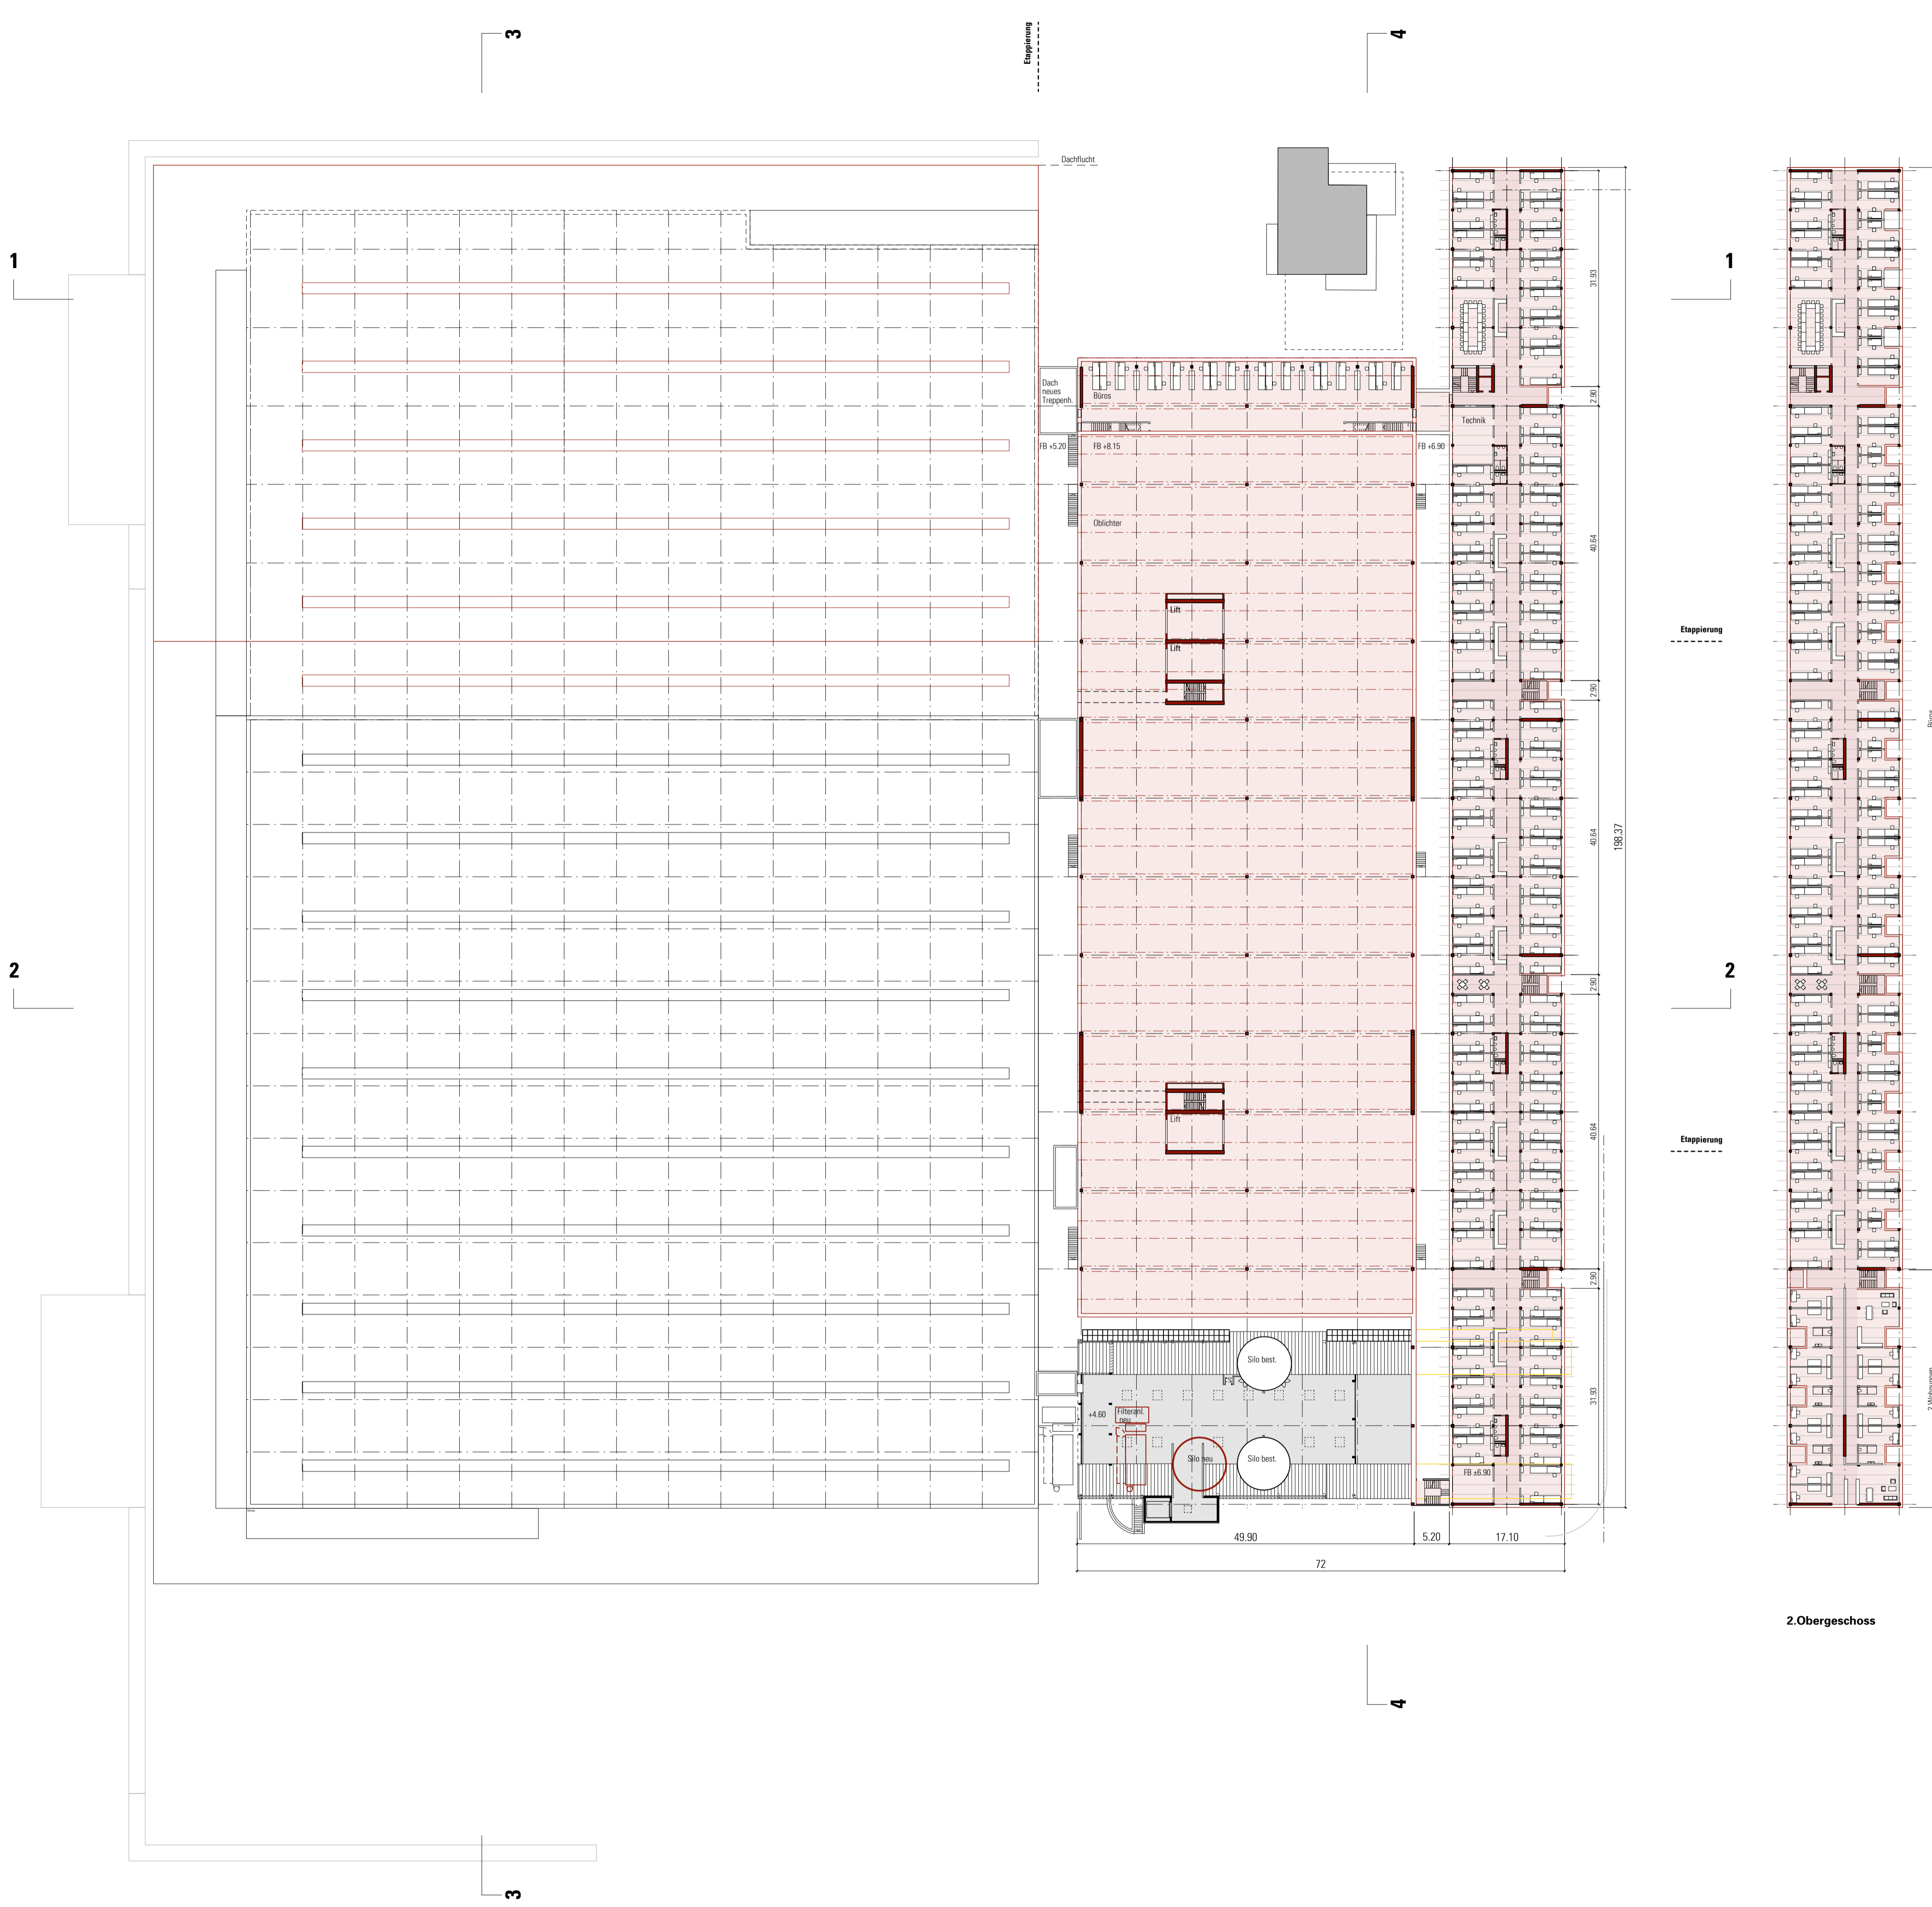 3
Etappierung
4
Dachflucht
1
1
31.93
Dach
neues
Treppenh.
Büros
2.90
Technik
FB +5.20
FB +8.15
FB +6.90
Oblichter
40.64
Lift
Etappierung
Lift
2.90
Büros
198.37
40.64
2
2
2.90
Lift
40.64
Etappierung
2.90
Silo best.
31.93
2 Wohnungen
+4.60
Filteranl.
neu
Silo neu
Silo best.
FB ±6.90
49.90
5.20
17.10
72
2.Obergeschoss
4
3